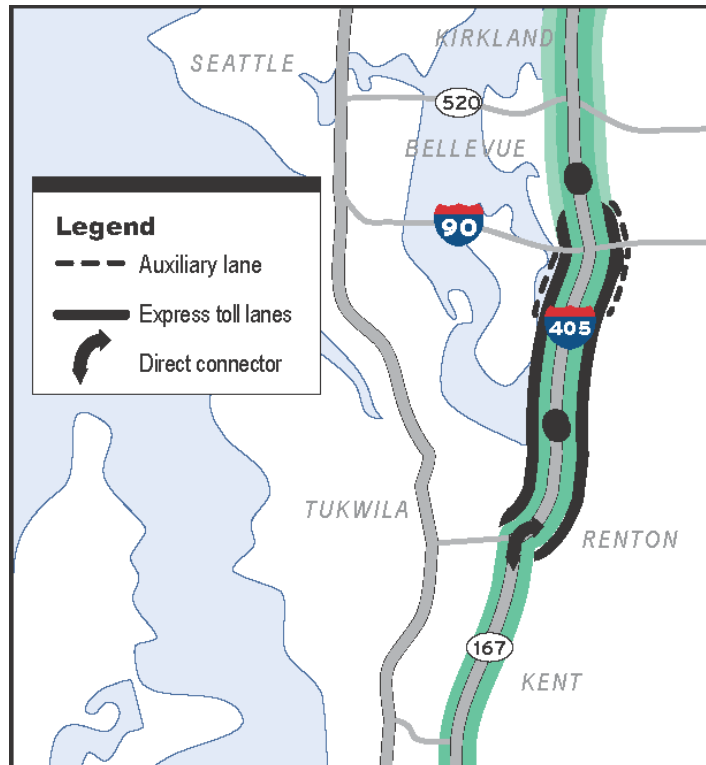 KIRKLAND
SEATTLE
520
BELLEVUE
Legend
Auxiliary lane
Express toll lanes
Direct connector
90
405
TUKWILA
RENTON
167
KENT